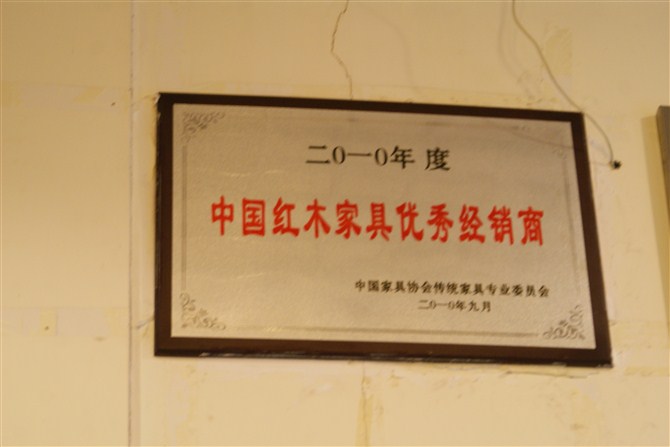 二0一0年度
中国红木家具优秀经销商
中国家具协会传统家具专业委员会
二0一0年九月